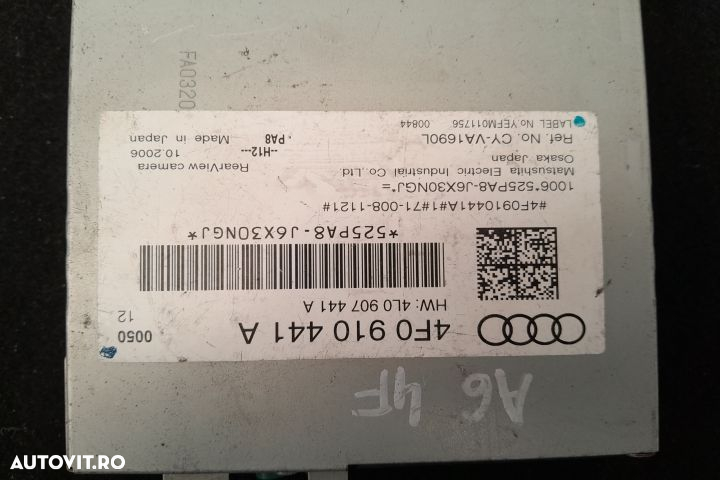 4F0 910 441 A
0050
12
HW: 4L0 907 441 A
*525PA8-J6X30NGJ*
#4F0910441A#1#71-008-1121#
1006*525PA8-J6X30NGJ*=
Matsushita Electric Industrial Co.,Ltd.
Osaka Japan
RearView camera
10.2006
--H12---
Ref. No. CY-VA1690L
PA8
Made in Japan
LABEL No.YEFM011756
00844
FA0320
A6 4F
AUTOVIT.RO